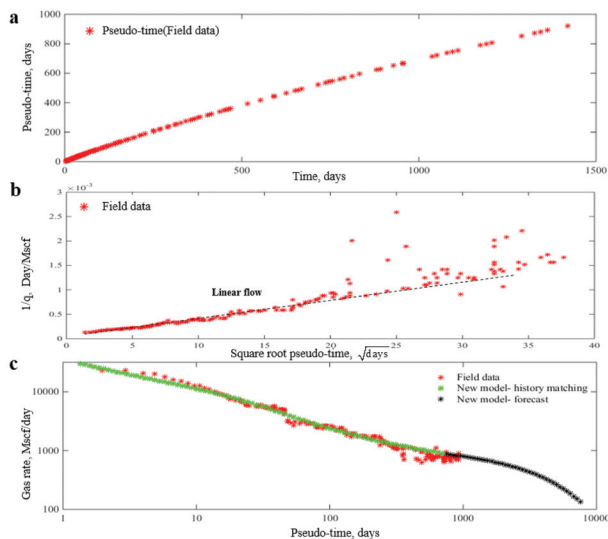 a
1000
800
600
400
200
0
Pseudo-time, days
Pseudo-time(Field data)
0
500
1000
1500
Time, days
b
×10⁻³
3
2.5
2
1.5
1
0.5
0
1/q, Day/Mscf
Field data
Linear flow
0
5
10
15
20
25
30
35
40
Square root pseudo-time, √days
c
10000
1000
100
Gas rate, Mscf/day
Field data
New model- history matching
New model- forecast
1
10
100
1000
10000
Pseudo-time, days